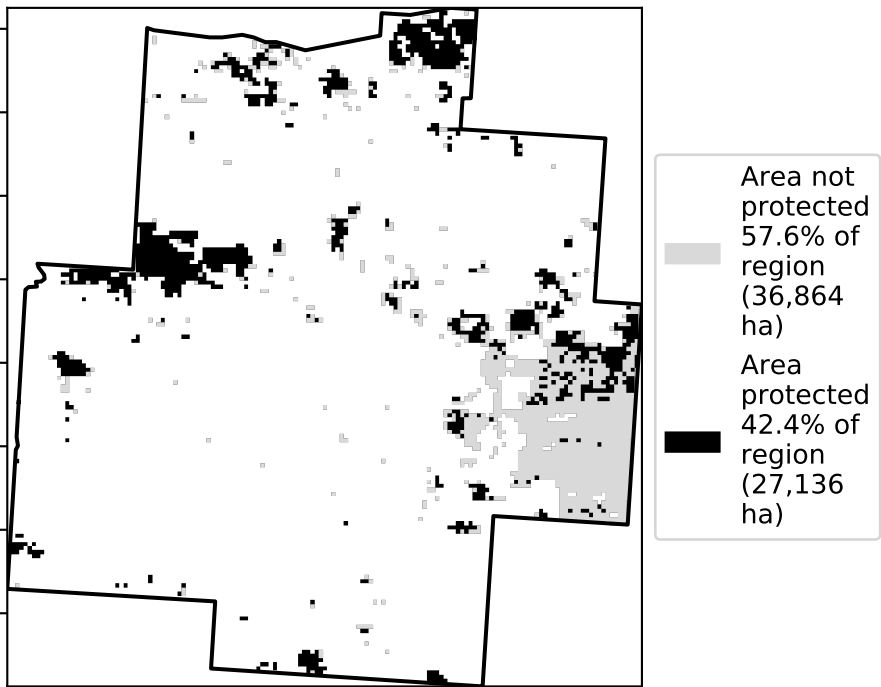 Area not
protected
57.6% of
region
(36,864
ha)
Area
protected
42.4% of
region
(27,136
ha)